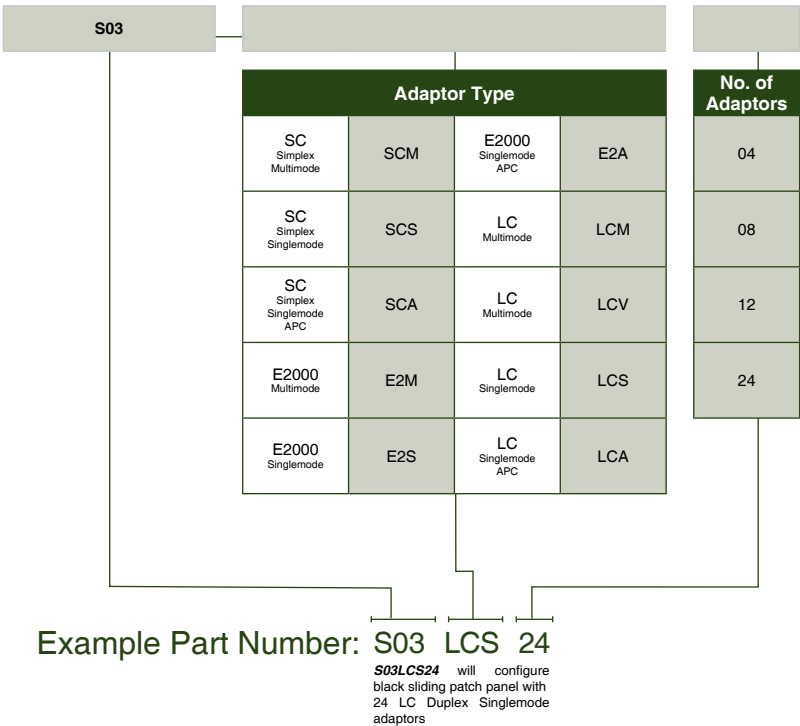 S03
Adaptor Type
No. of
Adaptors
SC
Simplex
Multimode
SCM
E2000
Singlemode
APC
E2A
04
SC
Simplex
Singlemode
SCS
LC
Multimode
LCM
08
SC
Simplex
Singlemode
APC
SCA
LC
Multimode
LCV
12
E2000
Multimode
E2M
LC
Singlemode
LCS
24
E2000
Singlemode
E2S
LC
Singlemode
APC
LCA
Example Part Number: S03 LCS 24
S03LCS24 will configure
black sliding patch panel with
24 LC Duplex Singlemode
adaptors